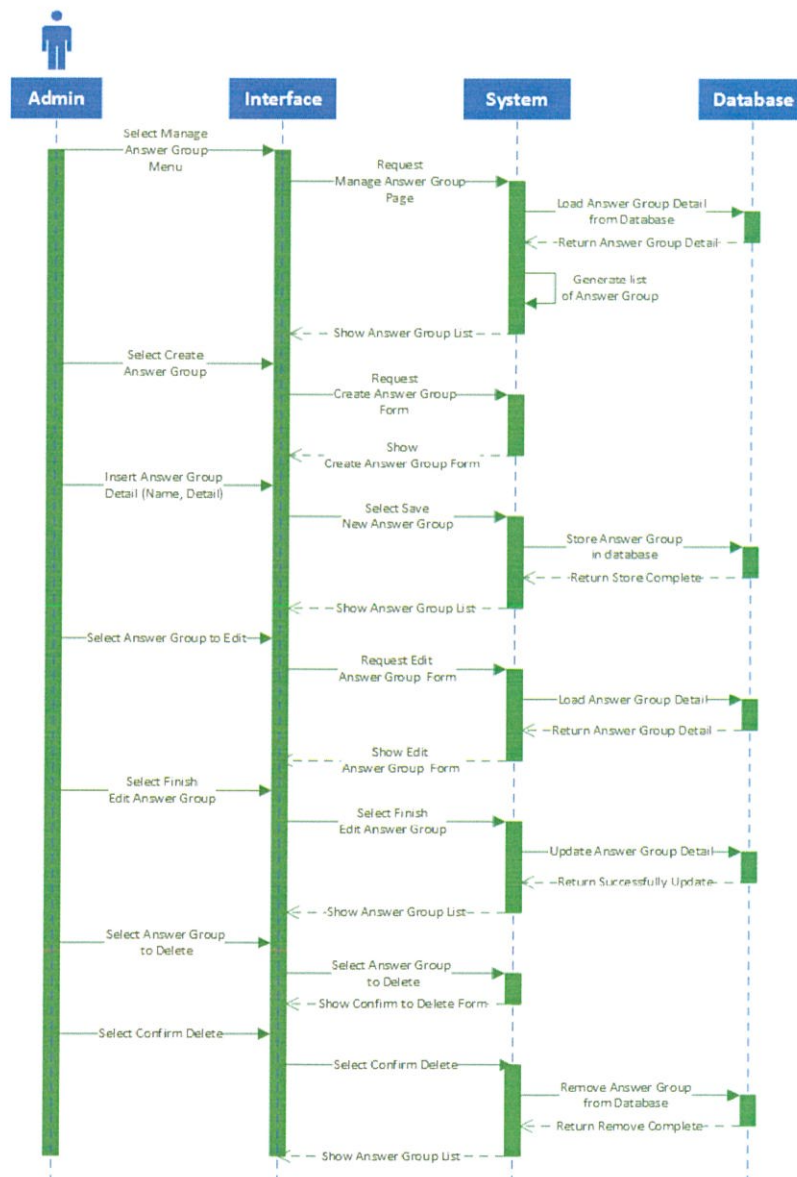 Admin
Interface
System
Database
Select Manage
Answer Group
Menu
Request
Manage Answer Group
Page
Load Answer Group Detail
from Database
Return Answer Group Detail
Generate list
of Answer Group
Show Answer Group List
Select Create
Answer Group
Request
Create Answer Group
Form
Show
Create Answer Group Form
Insert Answer Group
Detail (Name, Detail)
Select Save
New Answer Group
Store Answer Group
in database
Return Store Complete
Show Answer Group List
Select Answer Group to Edit
Request Edit
Answer Group Form
Load Answer Group Detail
Return Answer Group Detail
Show Edit
Answer Group Form
Select Finish
Edit Answer Group
Select Finish
Edit Answer Group
Update Answer Group Detail
Return Successfully Update
Show Answer Group List
Select Answer Group
to Delete
Select Answer Group
to Delete
Show Confirm to Delete Form
Select Confirm Delete
Select Confirm Delete
Remove Answer Group
from Database
Return Remove Complete
Show Answer Group List